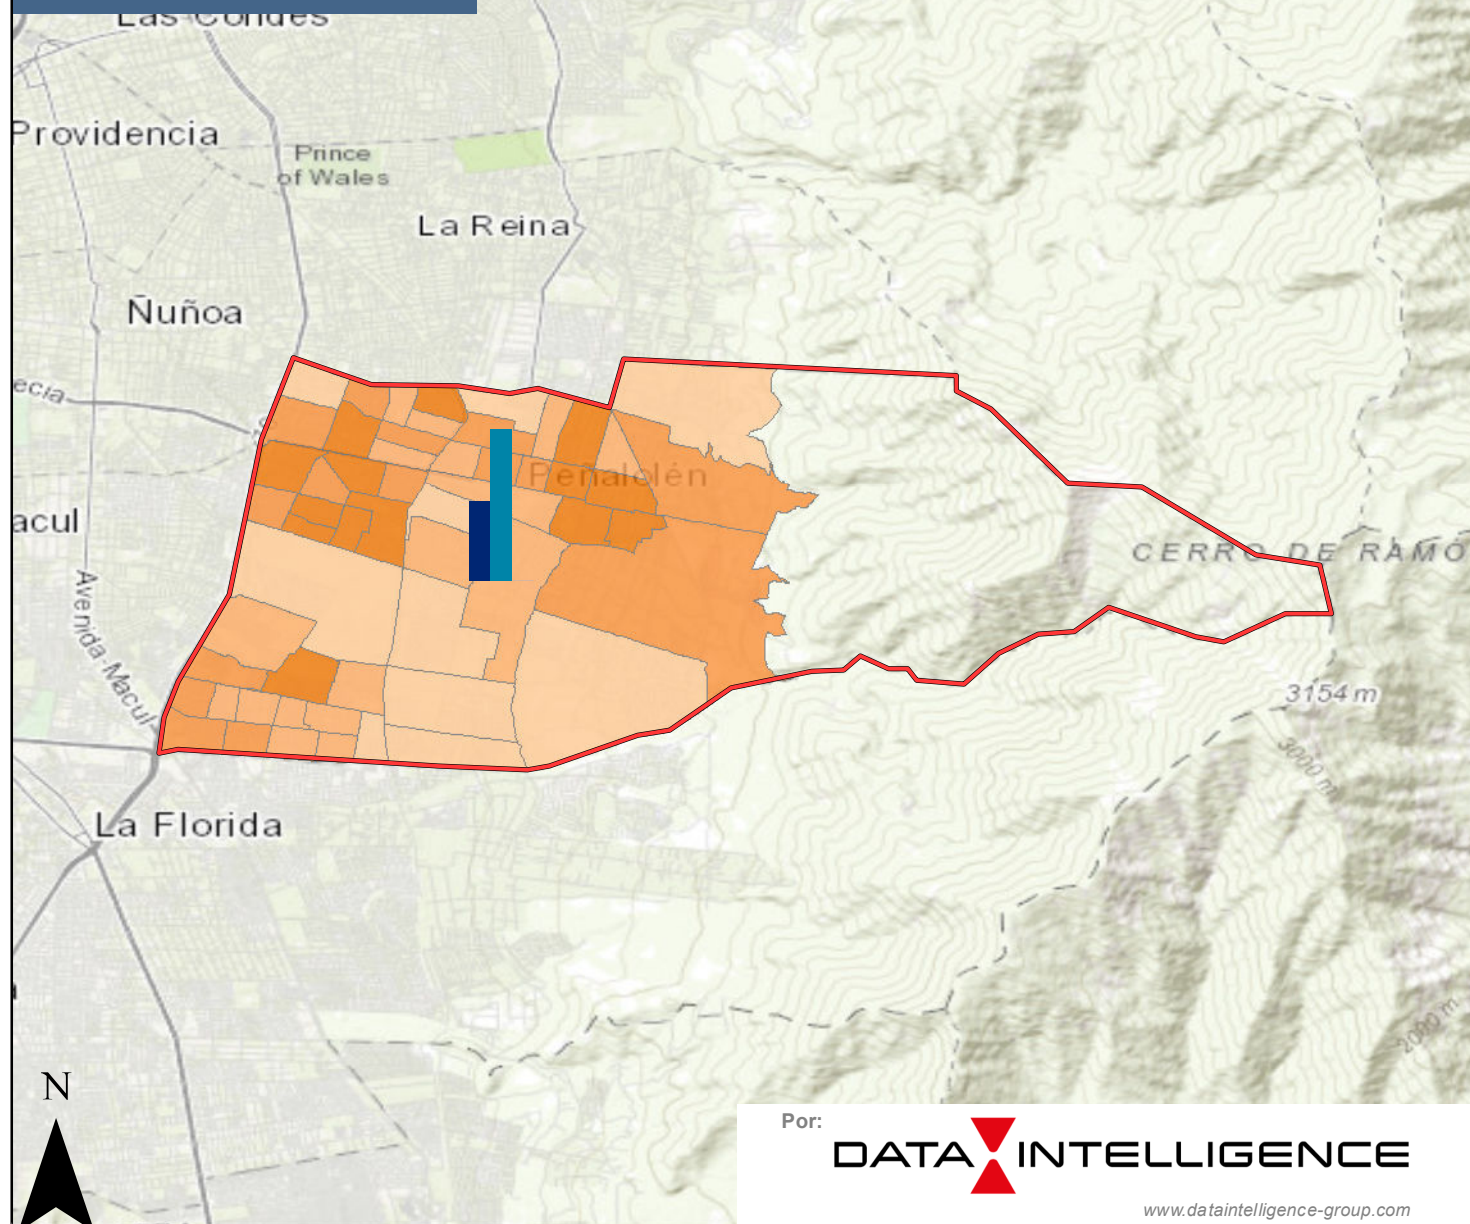 Las Condes
Providencia
Prince
of Wales
La Reina
Ñuñoa
ecia
Peñalolén
acul
CERRO DE RAMÓ
Avenida Macul
3154 m
3000 m
La Florida
2000 m
N
Por:
DATA INTELLIGENCE
www.dataintelligence-group.com